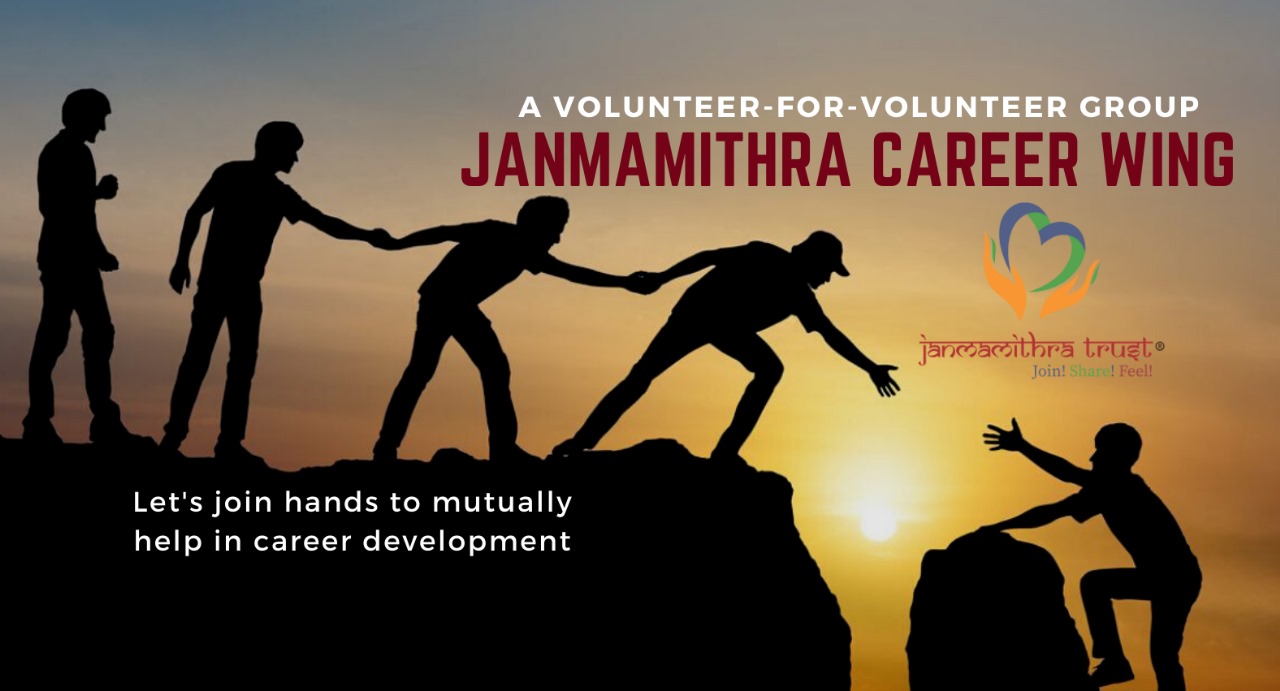 A VOLUNTEER-FOR-VOLUNTEER GROUP
JANMAMITHRA CAREER WING
janmamithra trust®
Join! Share! Feel!
Let's join hands to mutually
help in career development